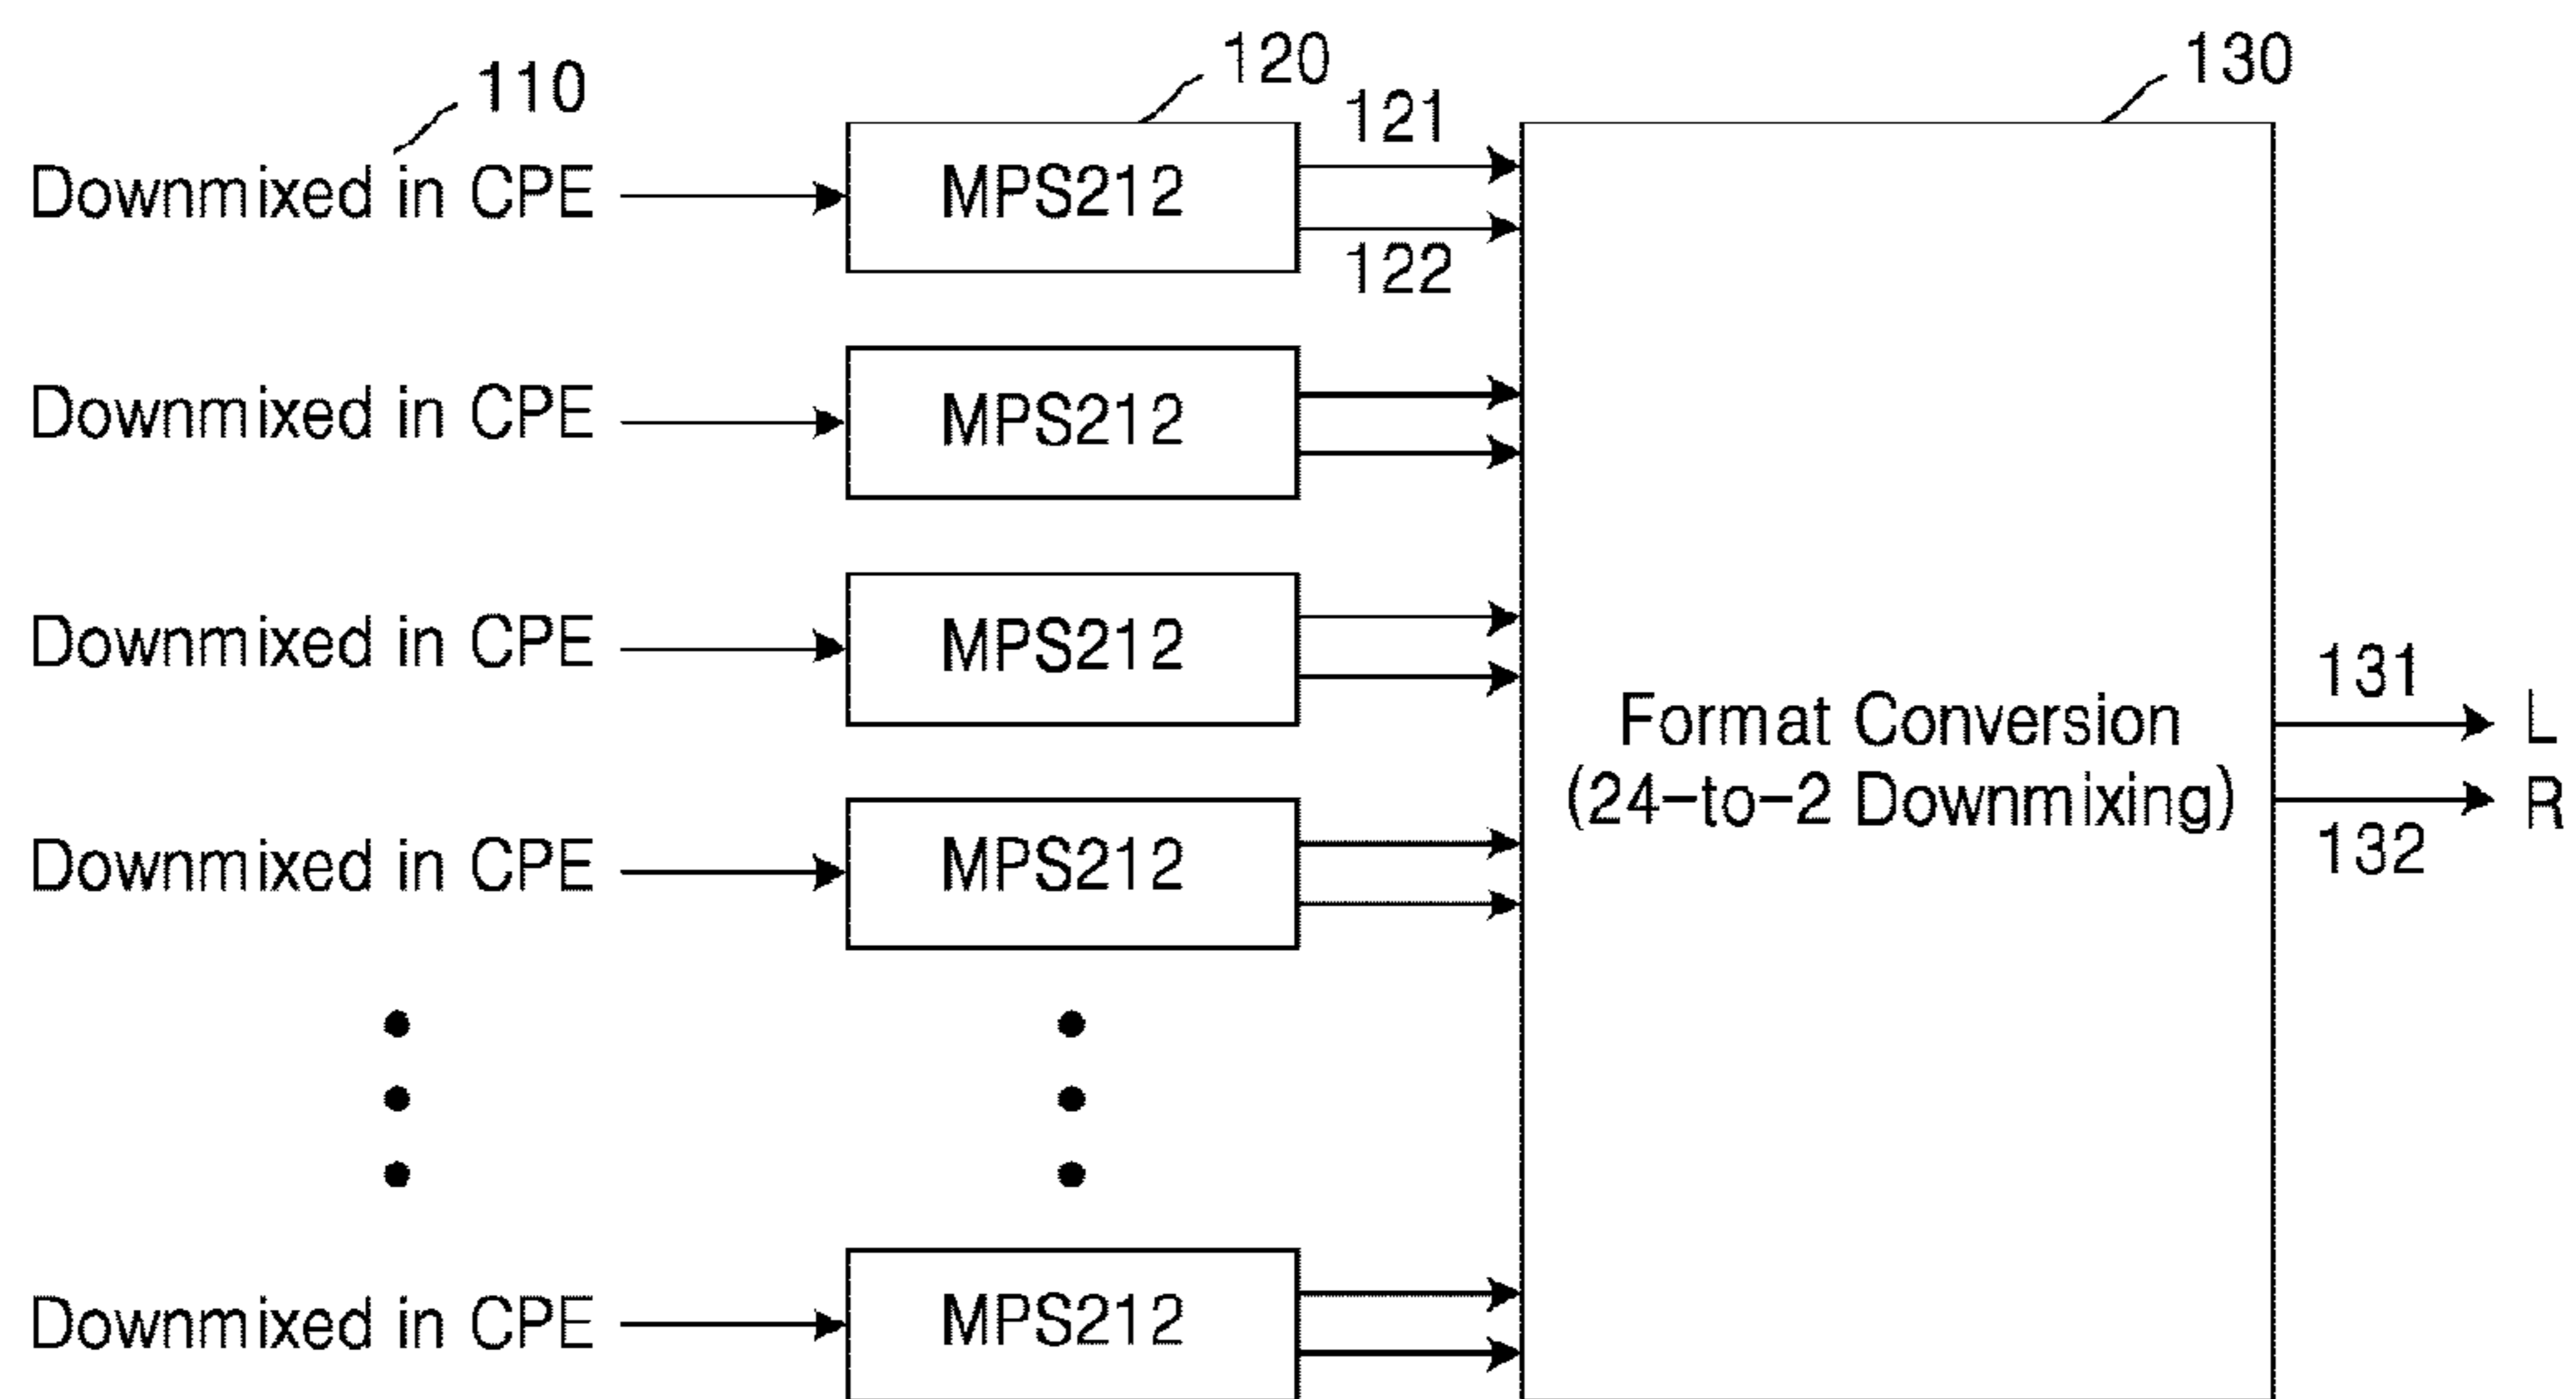 110
120
121
130
Downmixed in CPE
MPS212
122
Downmixed in CPE
MPS212
Downmixed in CPE
MPS212
131
L
Format Conversion
(24-to-2 Downmixing)
R
132
Downmixed in CPE
MPS212
Downmixed in CPE
MPS212